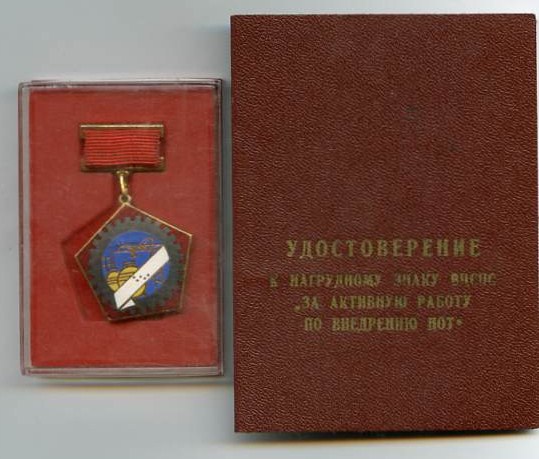 УДОСТОВЕРЕНИЕ
К НАГРУДНОМУ ЗНАКУ ВЦСПС
„ЗА АКТИВНУЮ РАБОТУ
ПО ВНЕДРЕНИЮ НОТ"